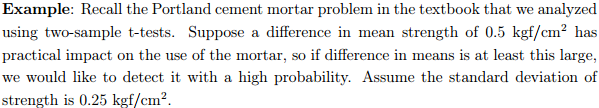 Example: Recall the Portland cement mortar problem in the textbook that we analyzed
using two-sample t-tests. Suppose a difference in mean strength of 0.5 kgf/cm² has
practical impact on the use of the mortar, so if difference in means is at least this large,
we would like to detect it with a high probability. Assume the standard deviation of
strength is 0.25 kgf/cm².